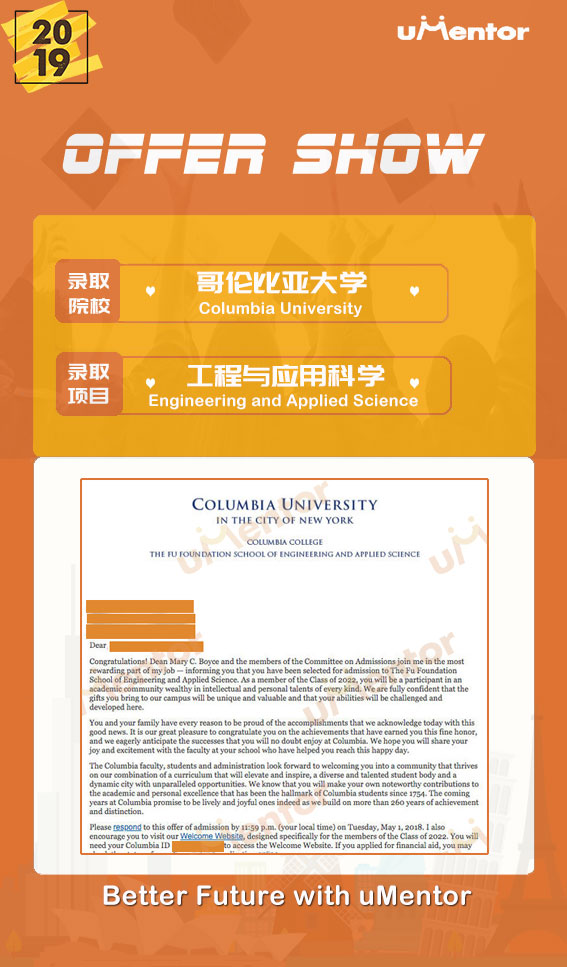 2019
uMentor
OFFER SHOW
录取
院校
哥伦比亚大学
Columbia University
录取
项目
工程与应用科学
Engineering and Applied Science
COLUMBIA UNIVERSITY
IN THE CITY OF NEW YORK
COLUMBIA COLLEGE
THE FU FOUNDATION SCHOOL OF ENGINEERING AND APPLIED SCIENCE
Dear
Congratulations! Dean Mary C. Boyce and the members of the Committee on Admissions join me in the most
rewarding part of my job — informing you that you have been selected for admission to The Fu Foundation
School of Engineering and Applied Science. As a member of the Class of 2022, you will be a participant in an
academic community wealthy in intellectual and personal talents of every kind. We are fully confident that the
gifts you bring to our campus will be unique and valuable and that your abilities will be challenged and
developed here.
You and your family have every reason to be proud of the accomplishments that we acknowledge today with this
good news. It is our great pleasure to congratulate you on the achievements that have earned you this fine honor,
and we eagerly anticipate the successes that you will no doubt enjoy at Columbia. We hope you will share your
joy and excitement with the faculty at your school who have helped you reach this happy day.
The Columbia faculty, students and administration look forward to welcoming you into a community that thrives
on our combination of a curriculum that will elevate and inspire, a diverse and talented student body and a
dynamic city with unparalleled opportunities. We know that you will make your own noteworthy contributions to
the academic and personal excellence that has been the hallmark of Columbia students since 1754. The coming
years at Columbia promise to be lively and joyful ones indeed as we build on more than 260 years of achievement
and distinction.
Please respond to this offer of admission by 11:59 p.m. (your local time) on Tuesday, May 1, 2018. I also
encourage you to visit our Welcome Website, designed specifically for the members of the Class of 2022. You will
need your Columbia ID to access the Welcome Website. If you applied for financial aid, you may
Better Future with uMentor